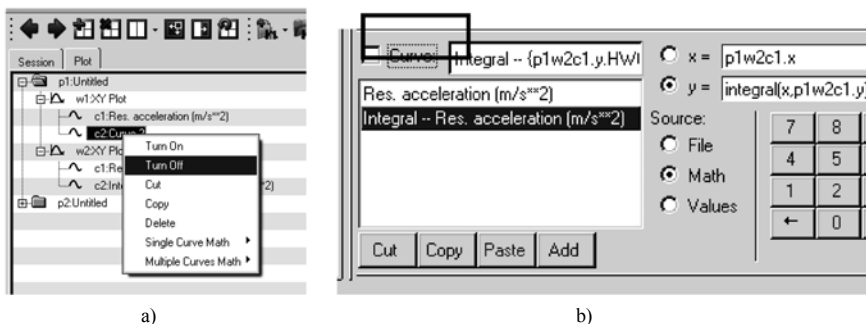 Session Plot
p1:Untitled
w1:XY Plot
c1:Res. acceleration (m/s**2)
c2:Curve 2
w2:XY Plo
c1:Re
c2:Int
*2)
p2:Untitled
Turn On
Turn Off
Cut
Copy
Delete
Single Curve Math
Multiple Curves Math
a)
Curve: Integral -- {p1w2c1.y.HWI
x = p1w2c1.x
y = integral(x,p1w2c1.y)
Res. acceleration (m/s**2)
Integral -- Res. acceleration (m/s**2)
Source:
File
Math
Values
7 8
4 5
1 2
← 0
Cut Copy Paste Add
b)